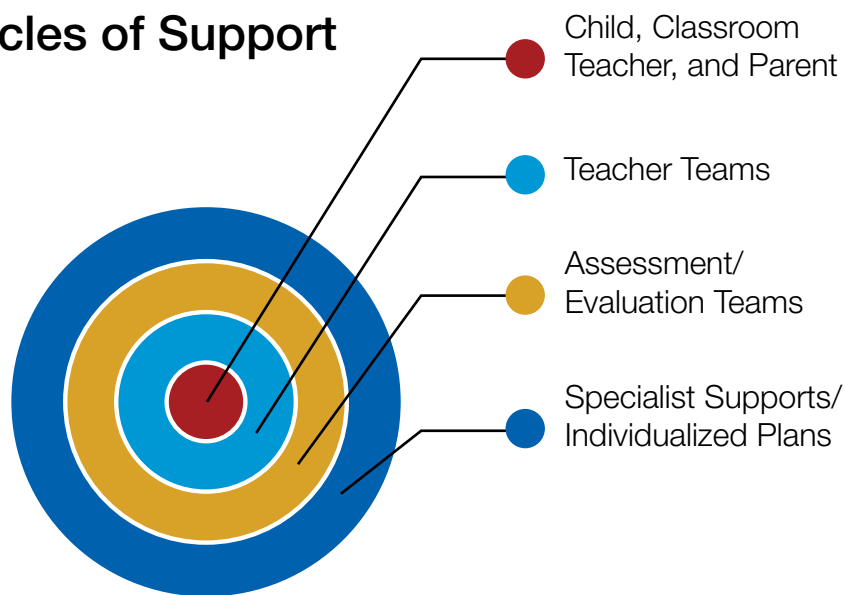 cles of Support
Child, Classroom
Teacher, and Parent
Teacher Teams
Assessment/
Evaluation Teams
Specialist Supports/
Individualized Plans